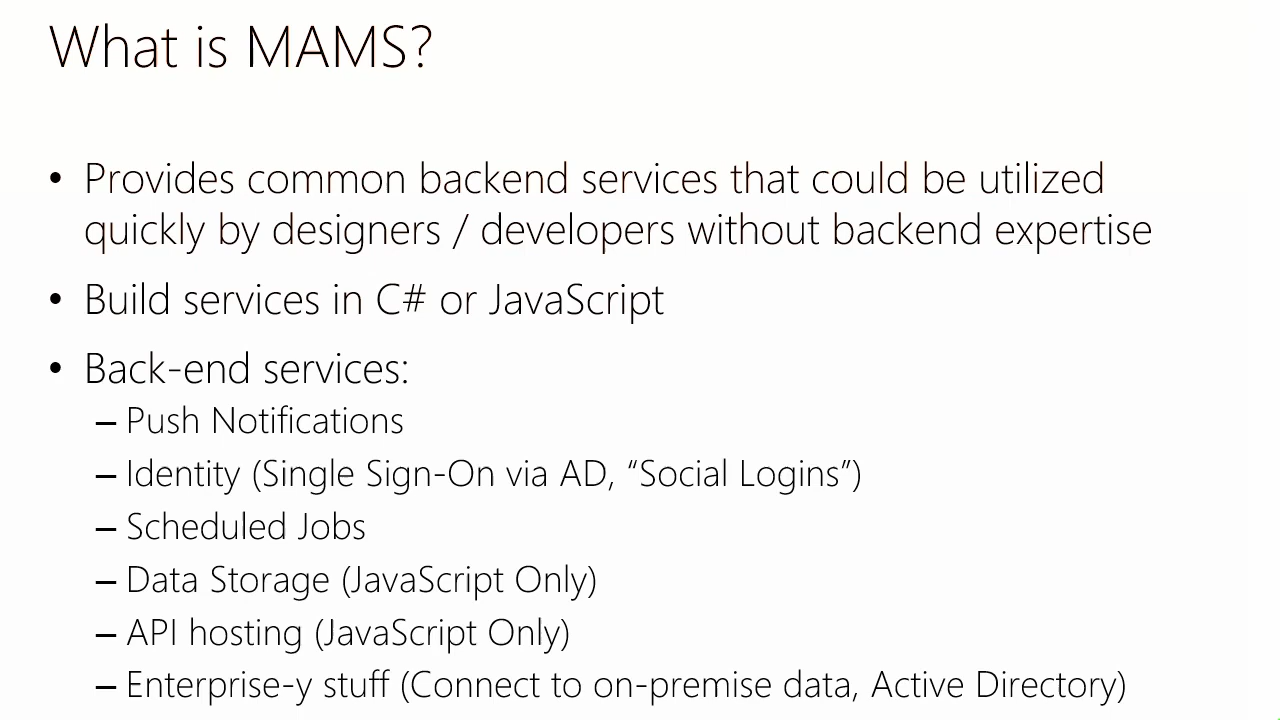 What is MAMS?
• Provides common backend services that could be utilized
quickly by designers / developers without backend expertise
• Build services in C# or JavaScript
• Back-end services:
– Push Notifications
– Identity (Single Sign-On via AD, “Social Logins”)
– Scheduled Jobs
– Data Storage (JavaScript Only)
– API hosting (JavaScript Only)
– Enterprise-y stuff (Connect to on-premise data, Active Directory)